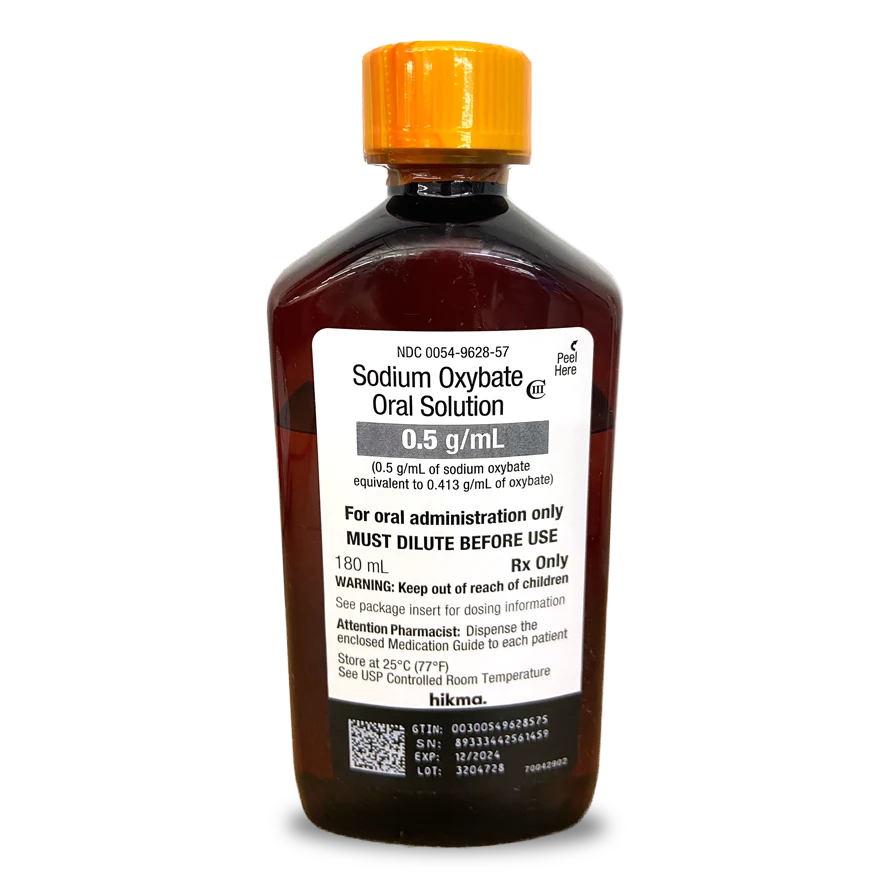 NDC 0054-9628-57
Peel
Here
Sodium Oxybate CIII
Oral Solution
0.5 g/mL
(0.5 g/mL of sodium oxybate
equivalent to 0.413 g/mL of oxybate)
For oral administration only
MUST DILUTE BEFORE USE
180 mL Rx Only
WARNING: Keep out of reach of children
See package insert for dosing information
Attention Pharmacist: Dispense the
enclosed Medication Guide to each patient
Store at 25°C (77°F)
See USP Controlled Room Temperature
hikma.
GTIN: 00300549628575
SN: 89333442561459
EXP: 12/2024
LOT: 3204728 70042902